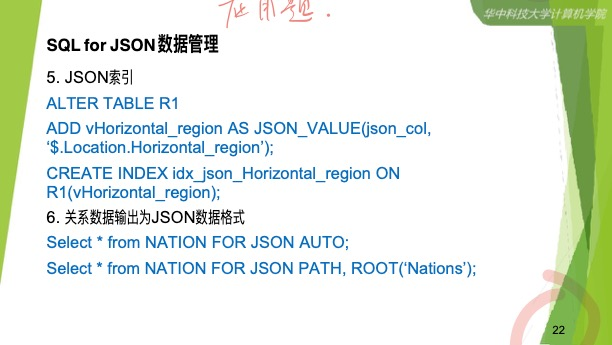 应用题.
华中科技大学计算机学院
SQL for JSON数据管理
5. JSON索引
ALTER TABLE R1
ADD vHorizontal_region AS JSON_VALUE(json_col,
‘$.Location.Horizontal_region’);
CREATE INDEX idx_json_Horizontal_region ON
R1(vHorizontal_region);
6. 关系数据输出为JSON数据格式
Select * from NATION FOR JSON AUTO;
Select * from NATION FOR JSON PATH, ROOT(‘Nations’);
22